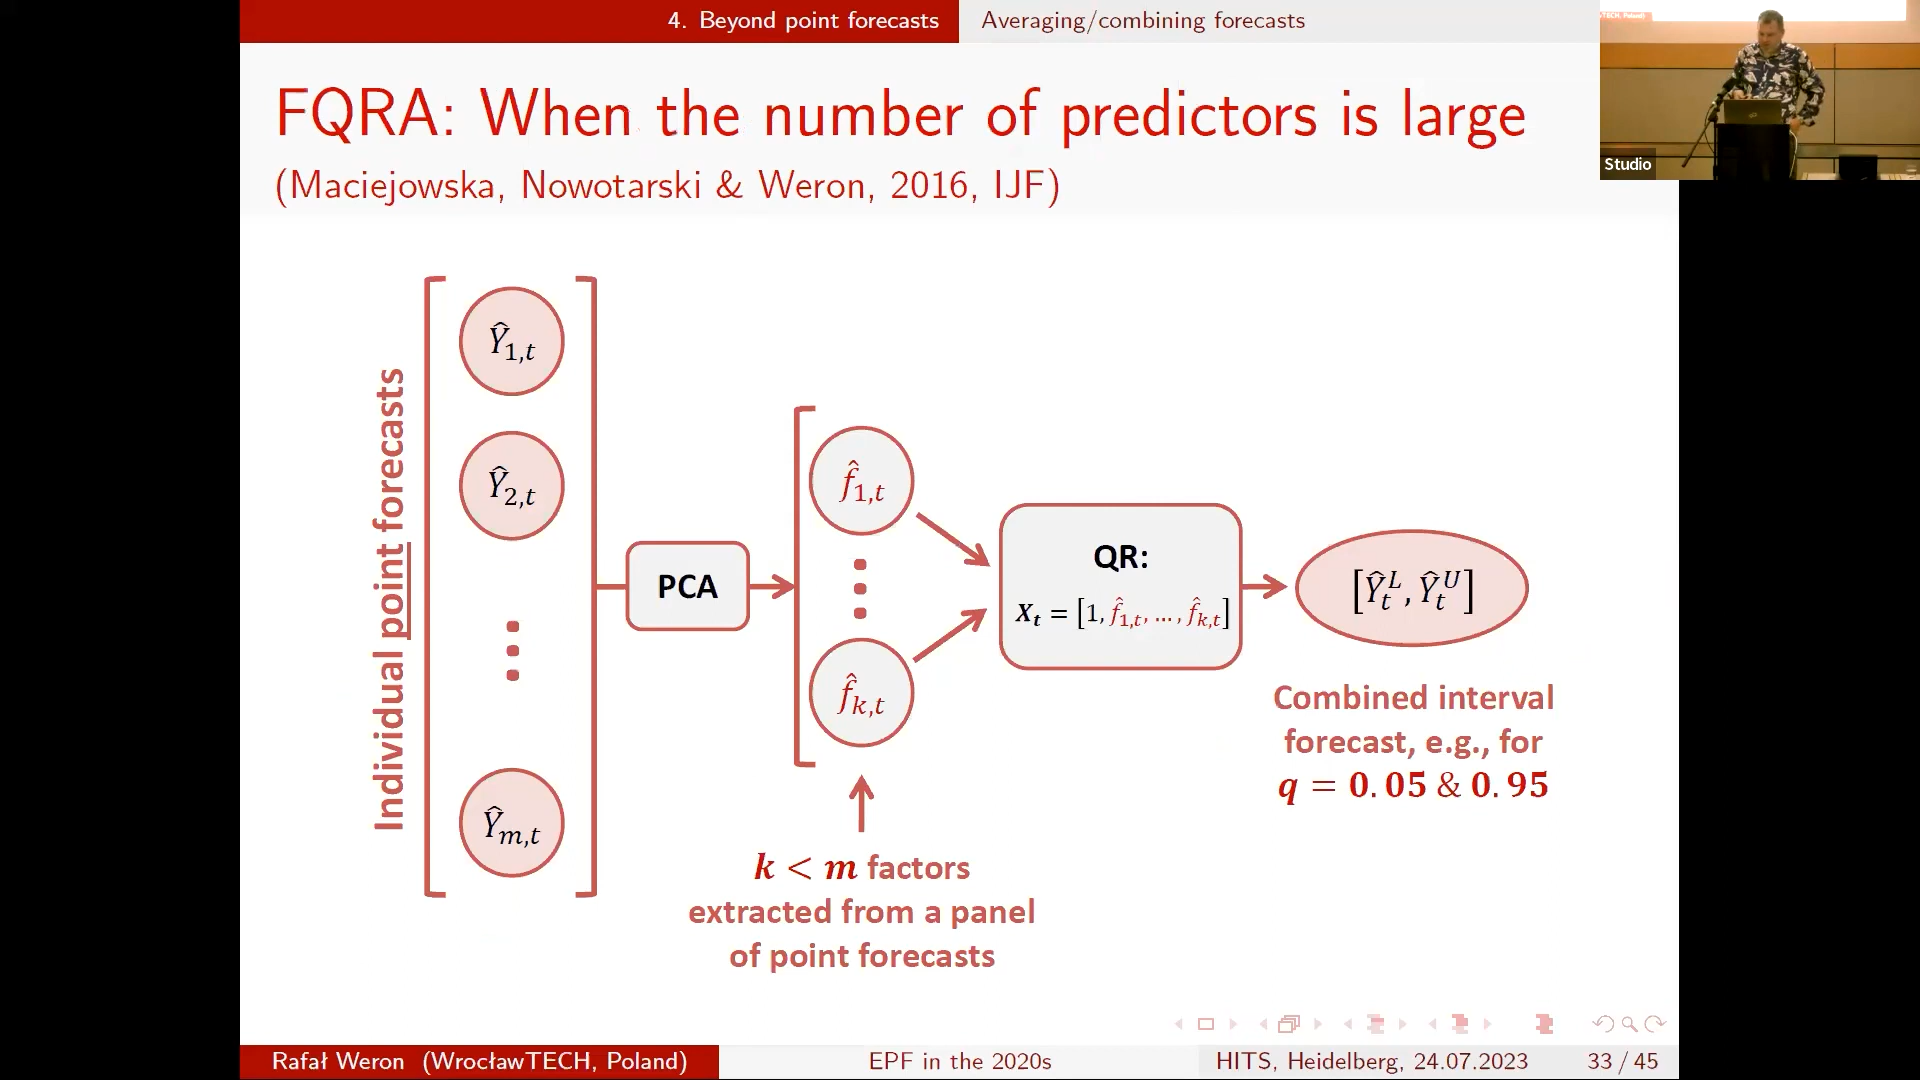 4. Beyond point forecasts
Averaging/combining forecasts
FQRA: When the number of predictors is large
(Maciejowska, Nowotarski & Weron, 2016, IJF)
Studio
Individual point forecasts
Ŷ1,t
Ŷ2,t
Ŷm,t
PCA
f̂1,t
f̂k,t
k < m factors
extracted from a panel
of point forecasts
QR:
Xt = [1, f̂1,t, …, f̂k,t]
[ŶtL, ŶtU]
Combined interval
forecast, e.g., for
q = 0.05 & 0.95
Rafał Weron (WrocławTECH, Poland)
EPF in the 2020s
HITS, Heidelberg, 24.07.2023
33 / 45